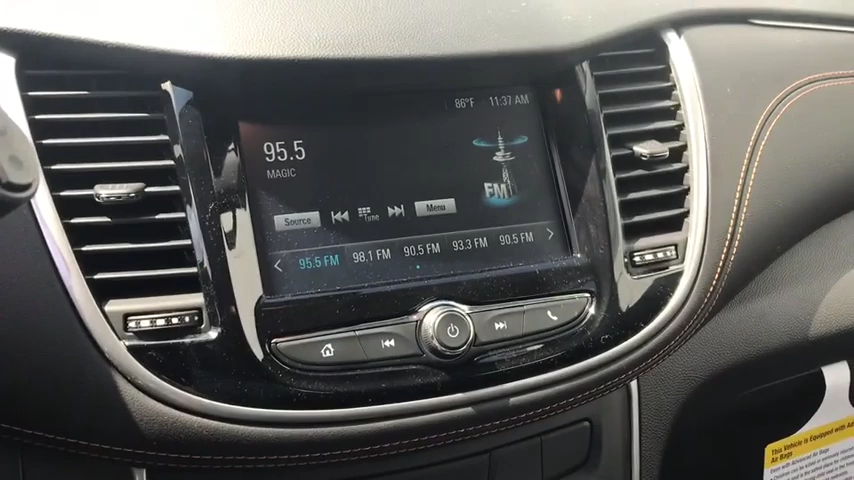 86°F 11:37 AM
95.5
MAGIC
FM
Source Tune Menu
95.5 FM 98.1 FM 90.5 FM 93.3 FM 90.5 FM
This Vehicle is Equipped with
Air Bags